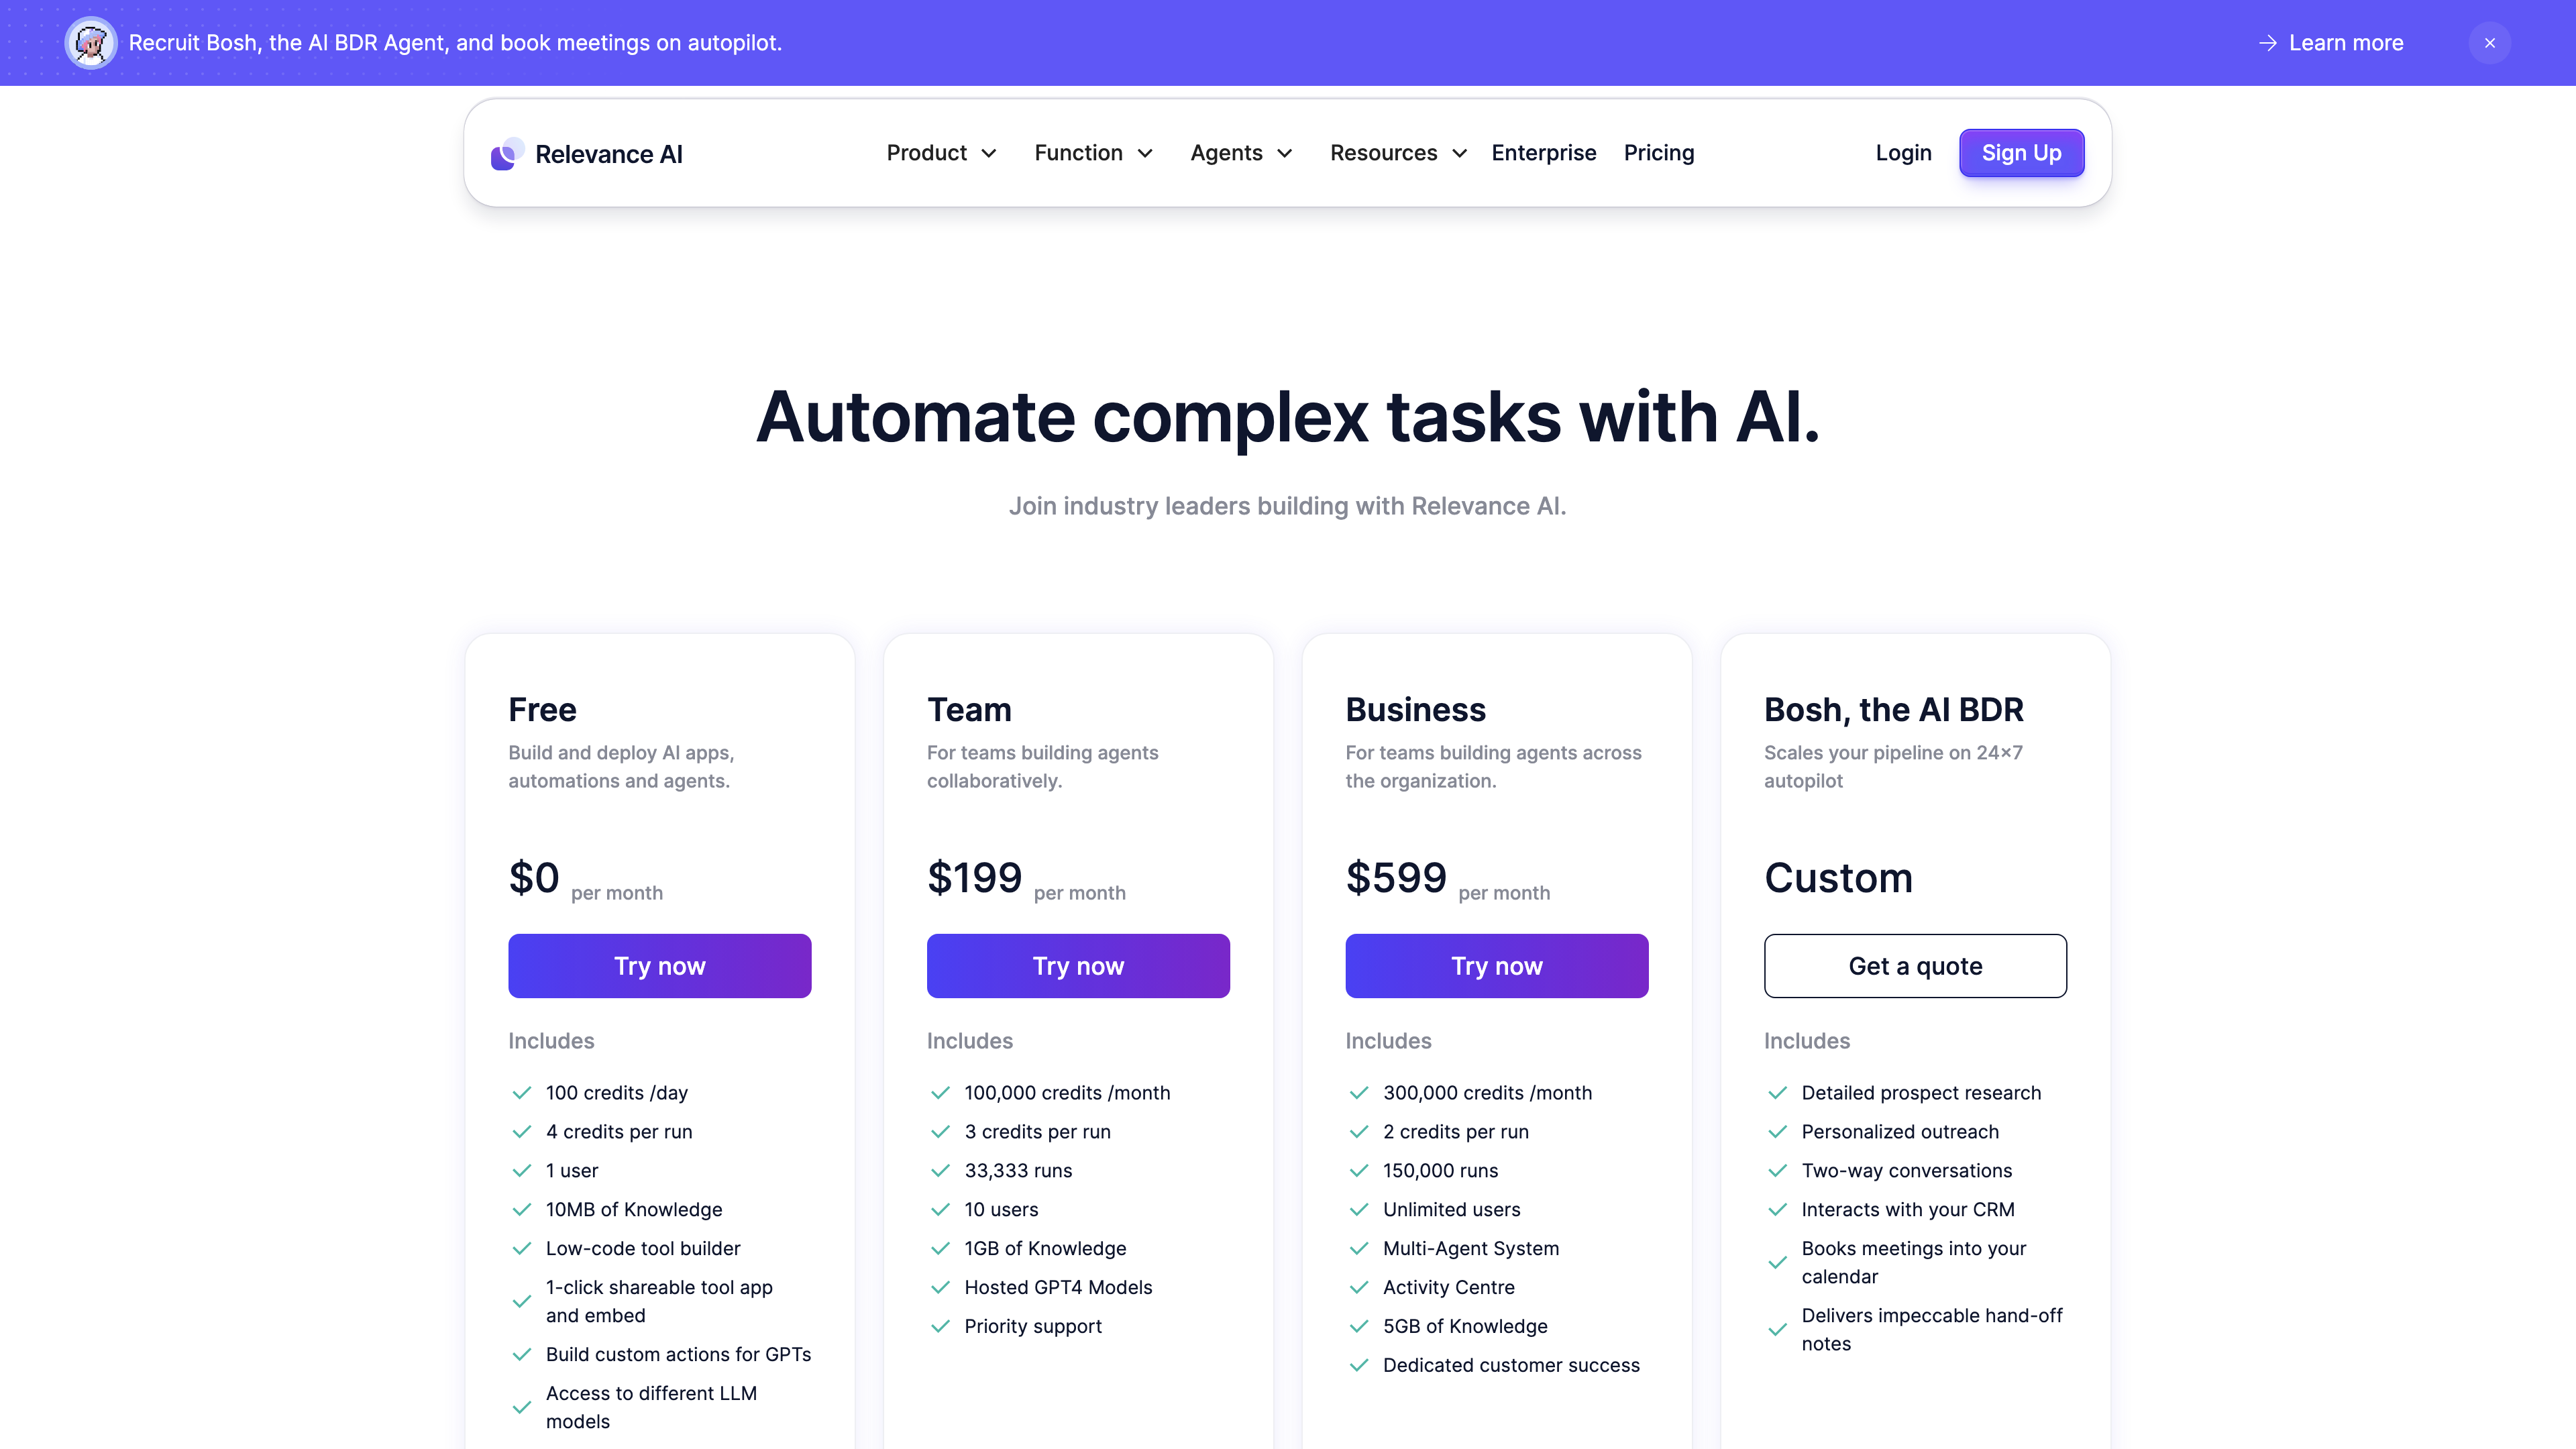 Recruit Bosh, the AI BDR Agent, and book meetings on autopilot.
Learn more
Relevance AI
Product
Function
Agents
Resources
Enterprise
Pricing
Login
Sign Up
Automate complex tasks with AI.
Join industry leaders building with Relevance AI.
Free
Build and deploy AI apps,
automations and agents.
$0 per month
Try now
Includes
100 credits /day
4 credits per run
1 user
10MB of Knowledge
Low-code tool builder
1-click shareable tool app
and embed
Build custom actions for GPTs
Access to different LLM
models
Team
For teams building agents
collaboratively.
$199 per month
Try now
Includes
100,000 credits /month
3 credits per run
33,333 runs
10 users
1GB of Knowledge
Hosted GPT4 Models
Priority support
Business
For teams building agents across
the organization.
$599 per month
Try now
Includes
300,000 credits /month
2 credits per run
150,000 runs
Unlimited users
Multi-Agent System
Activity Centre
5GB of Knowledge
Dedicated customer success
Bosh, the AI BDR
Scales your pipeline on 24x7
autopilot
Custom
Get a quote
Includes
Detailed prospect research
Personalized outreach
Two-way conversations
Interacts with your CRM
Books meetings into your
calendar
Delivers impeccable hand-off
notes